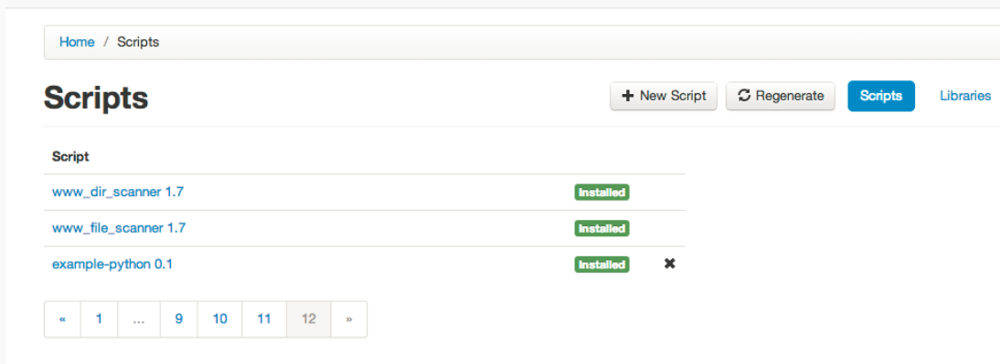 Home / Scripts
Scripts
New Script
Regenerate
Scripts
Libraries
Script
www_dir_scanner 1.7 Installed
www_file_scanner 1.7 Installed
example-python 0.1 Installed
« 1 ... 9 10 11 12 »